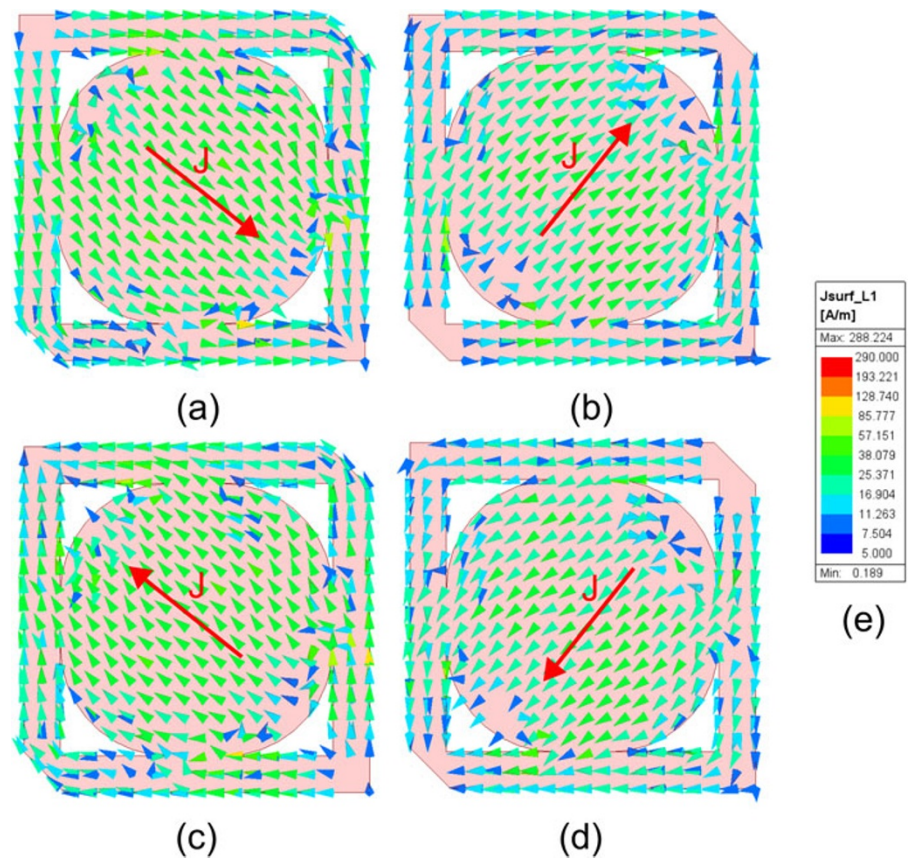 J
J
(a)
(b)
J
J
(c)
(d)
Jsurf_L1
[A/m]
Max: 288.224
290.000
193.221
128.740
85.777
57.151
38.079
25.371
16.904
11.263
7.504
5.000
Min: 0.189
(e)